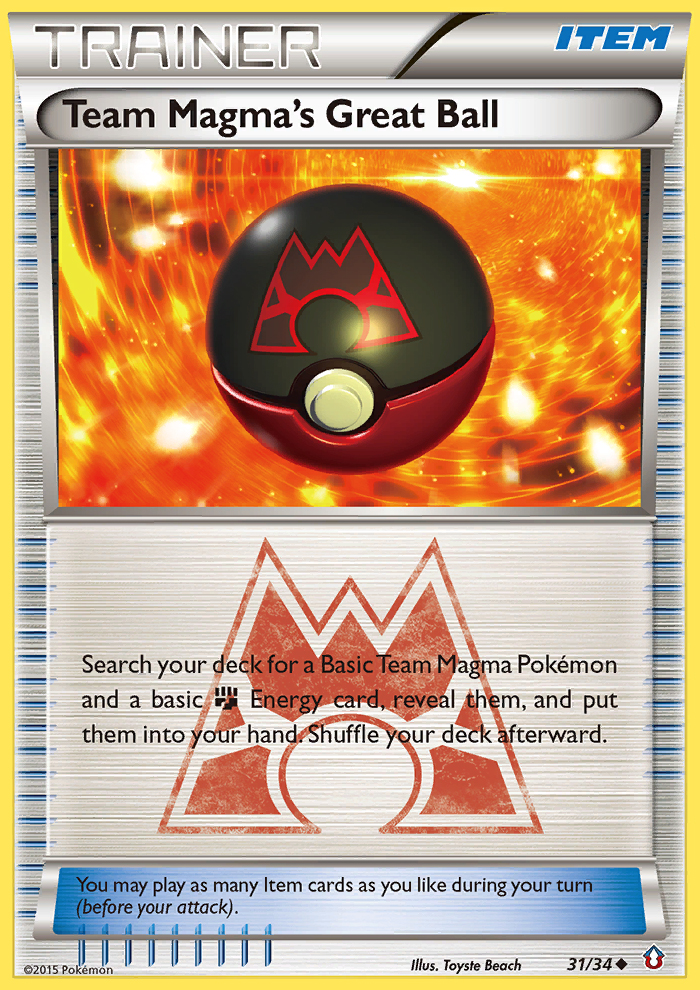 TRAINER
ITEM
Team Magma's Great Ball
Search your deck for a Basic Team Magma Pokémon
and a basic Energy card, reveal them, and put
them into your hand. Shuffle your deck afterward.
You may play as many Item cards as you like during your turn
(before your attack).
©2015 Pokémon
Illus. Toyste Beach
31/34